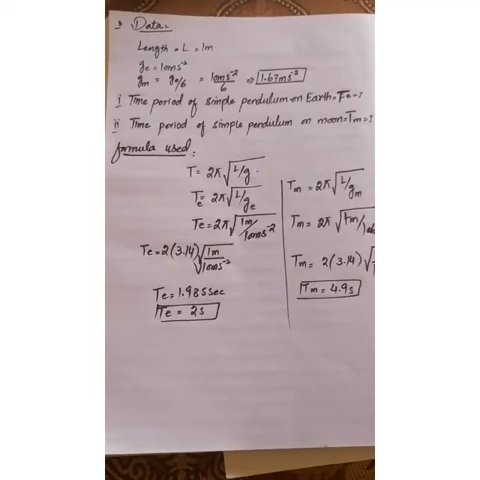 3 Data:-
Length = L = 1m
ge = 10ms⁻²
gm = ge/6 = 10ms⁻²/6 ⇒ 1.67ms⁻²
i Time period of simple pendulum on Earth = Te = ?
ii Time period of simple pendulum on moon = Tm = ?
formula used:
T = 2π√L/g.
Te = 2π√L/ge
Te = 2π√1m/10ms⁻²
Te = 2(3.14)√1m/10ms⁻²
Te = 1.985sec
Te = 2s
Tm = 2π√L/gm
Tm = 2π√1m/
Tm = 2(3.14)√
Tm = 4.9s